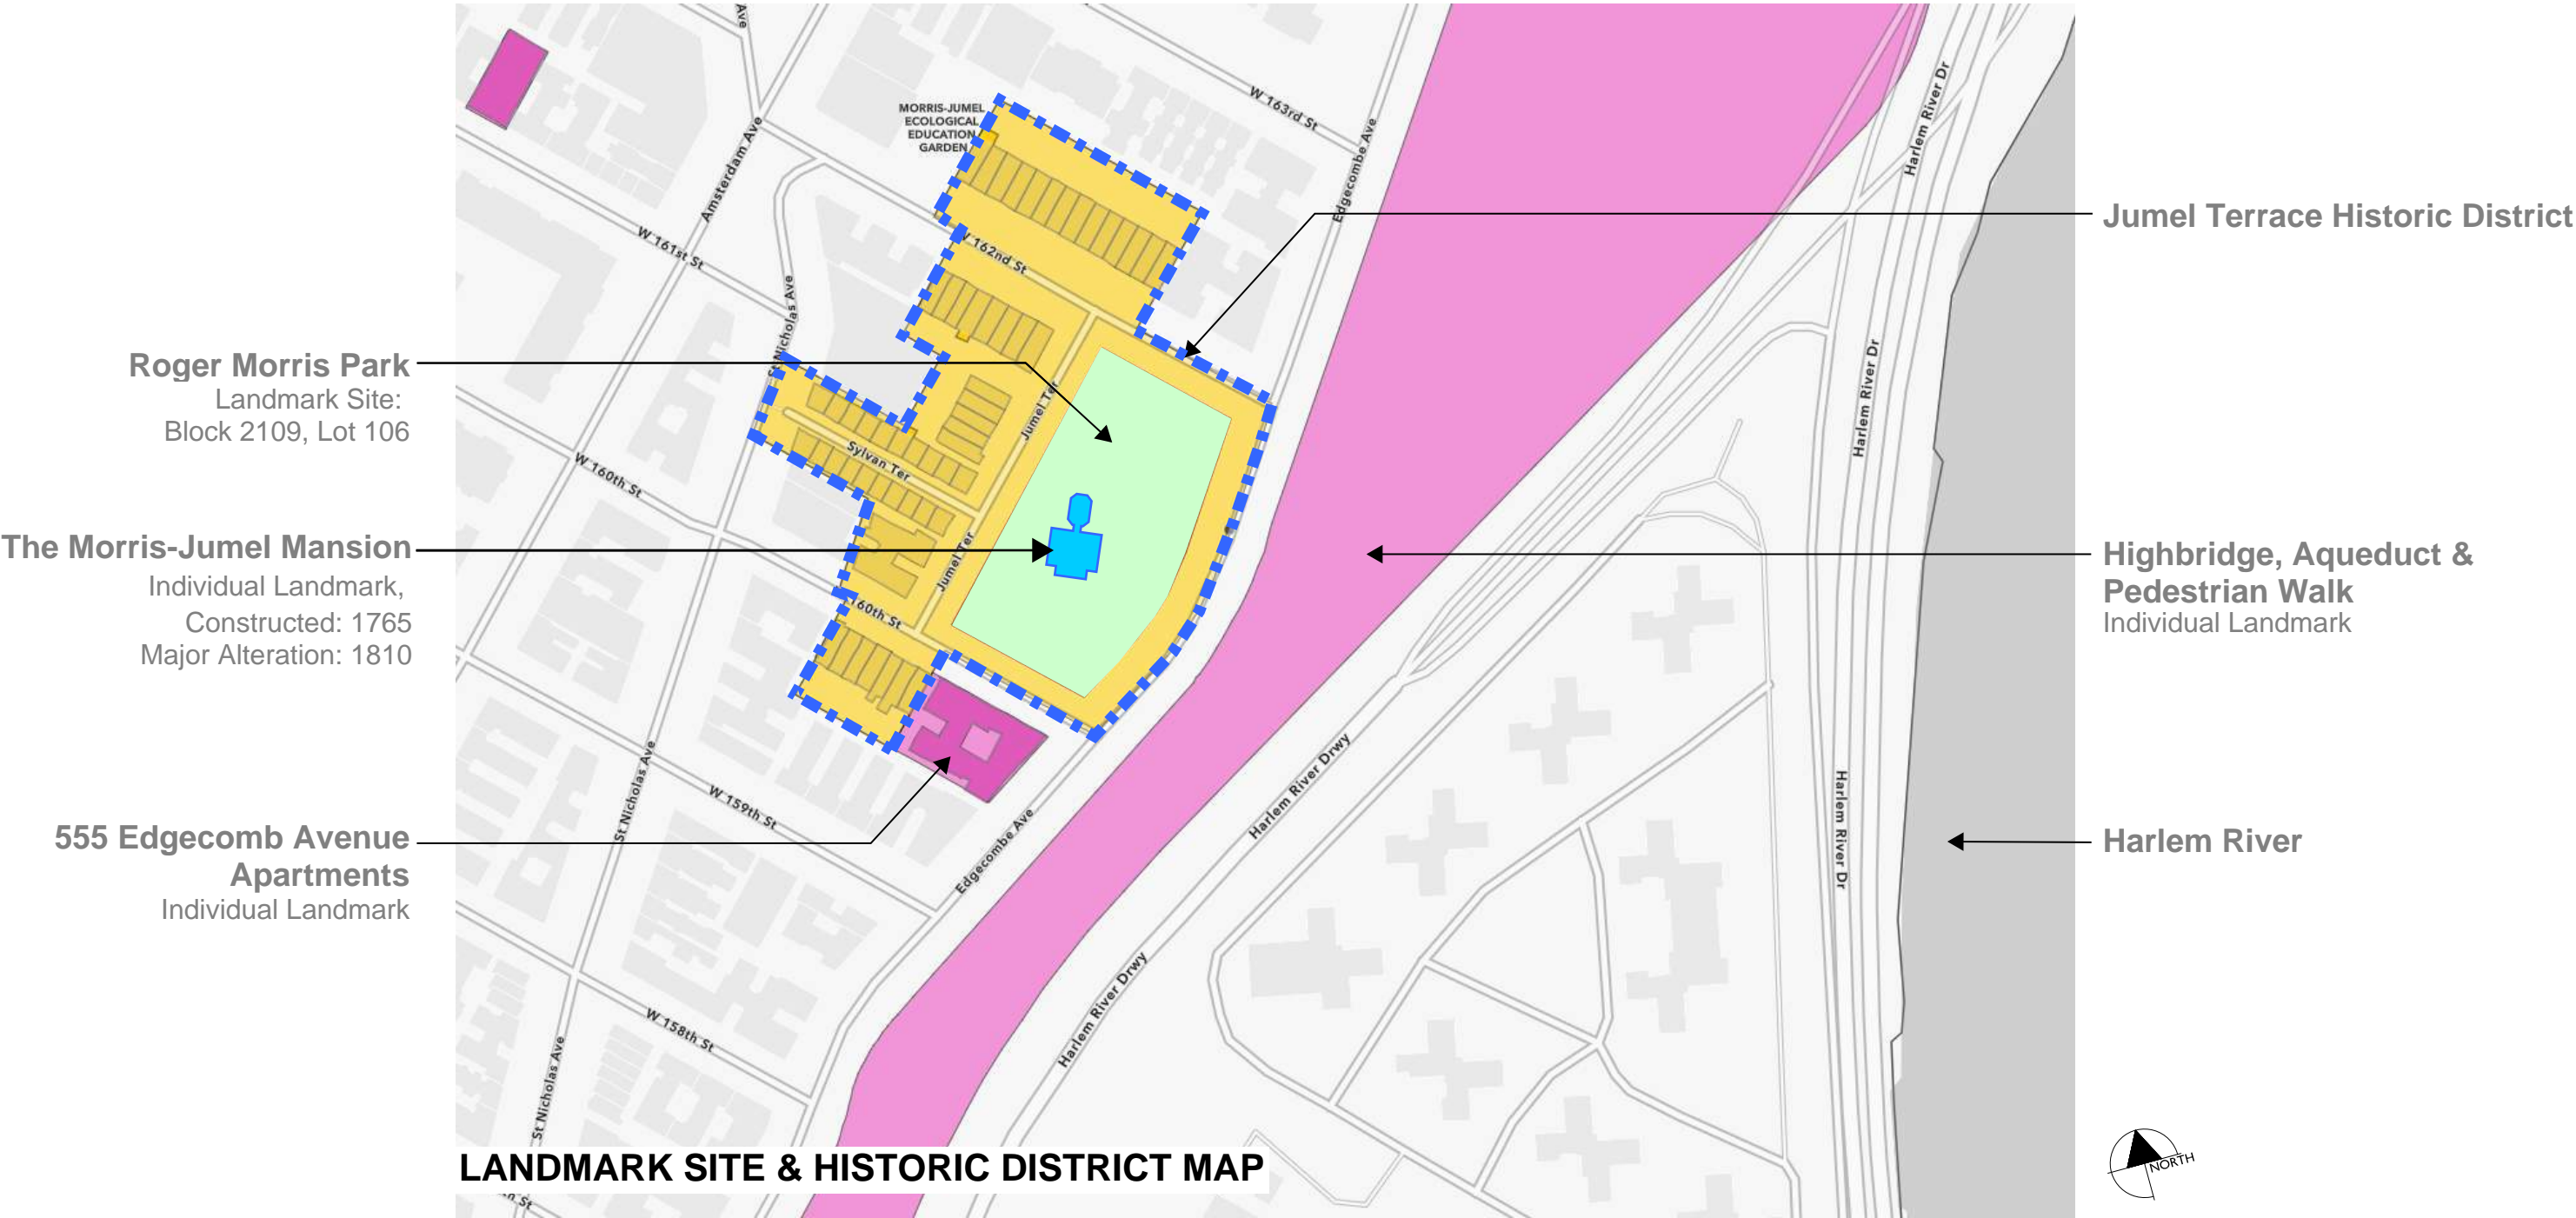 Roger Morris Park
Landmark Site:
Block 2109, Lot 106
The Morris-Jumel Mansion
Individual Landmark,
Constructed: 1765
Major Alteration: 1810
555 Edgecomb Avenue
Apartments
Individual Landmark
Ave
MORRIS-JUMEL
ECOLOGICAL
EDUCATION
GARDEN
Amsterdam Ave
W 163rd St
Edgecombe Ave
Harlem River Dr
Harlem River Dr
W 161st St
162nd St
St Nicholas Ave
Jumel Ter
Harlem River Dr
Sylvan Ter
W 160th St
Jumel Ter
160th St
St Nicholas Ave
W 159th St
Edgecombe Ave
Harlem River Drwy
Harlem River Dr
Harlem River Drwy
W 158th St
St Nicholas Ave
St
LANDMARK SITE & HISTORIC DISTRICT MAP
Jumel Terrace Historic District
Highbridge, Aqueduct &
Pedestrian Walk
Individual Landmark
Harlem River
NORTH